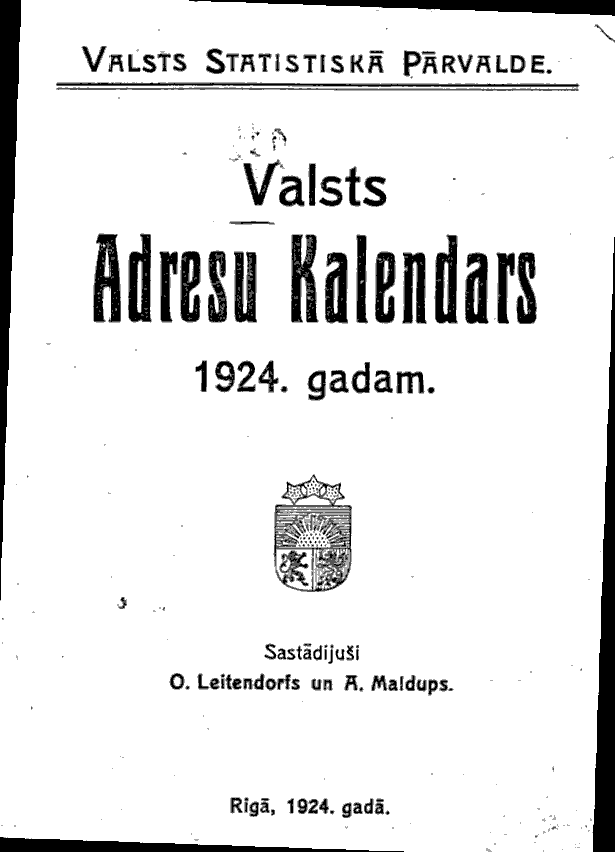 VALSTS STATISTISKĀ PĀRVALDE.
Valsts
Adresu Kalendars
1924. gadam.
Sastādijuši
O. Leitendorfs un A. Maldups.
Rigā, 1924. gadā.